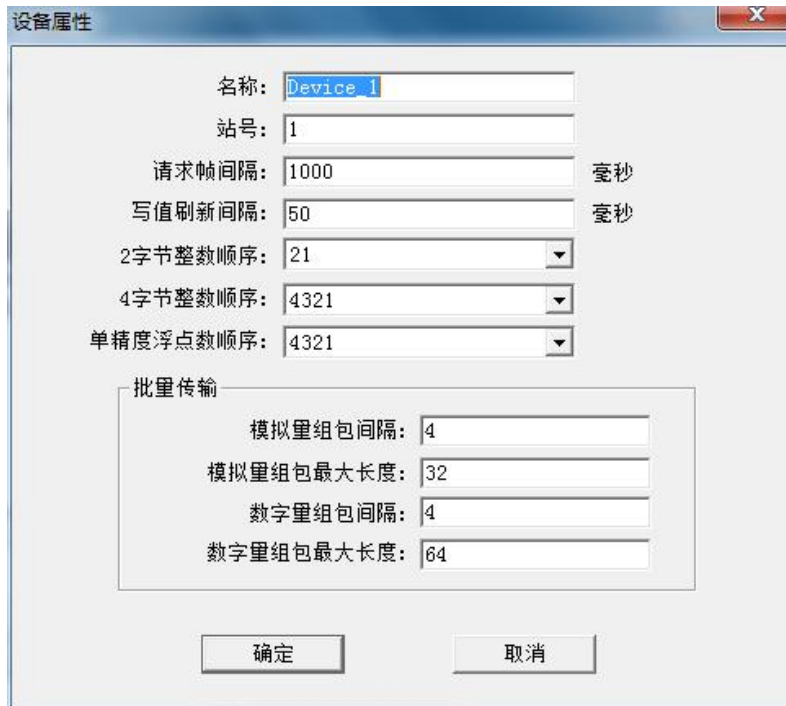 设备属性
名称: Device_1
站号: 1
请求帧间隔: 1000 毫秒
写值刷新间隔: 50 毫秒
2字节整数顺序: 21
4字节整数顺序: 4321
单精度浮点数顺序: 4321
批量传输
模拟量组包间隔: 4
模拟量组包最大长度: 32
数字量组包间隔: 4
数字量组包最大长度: 64
确定 取消